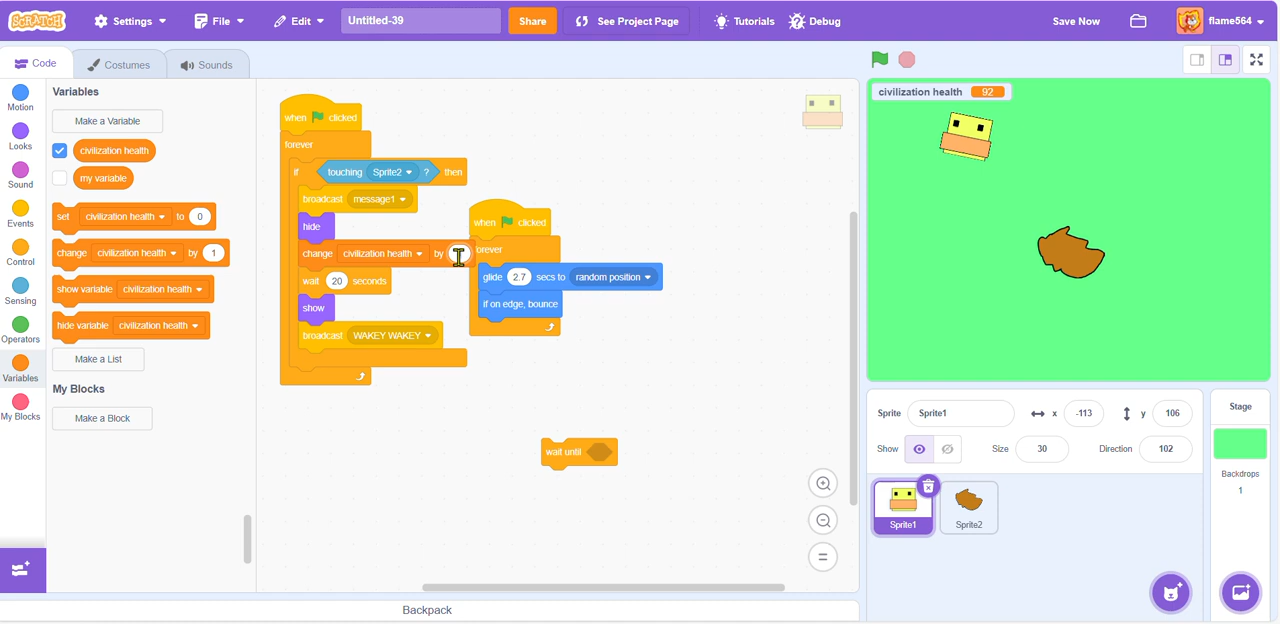 SCRATCH Settings File Edit Untitled-39 Share See Project Page Tutorials Debug Save Now flame564
Code Costumes Sounds
Motion
Looks
Sound
Events
Control
Sensing
Operators
Variables
My Blocks
Variables
Make a Variable
civilization health
my variable
set civilization health to 0
change civilization health by 1
show variable civilization health
hide variable civilization health
Make a List
My Blocks
Make a Block
when clicked
forever
if touching Sprite2 ? then
broadcast message1
hide
change civilization health by
wait 20 seconds
show
broadcast WAKEY WAKEY
when clicked
orever
glide 2.7 secs to random position
if on edge, bounce
wait until
Backpack
civilization health 92
Sprite Sprite1 x -113 y 106
Show Size 30 Direction 102
Sprite1
Sprite2
Stage
Backdrops
1